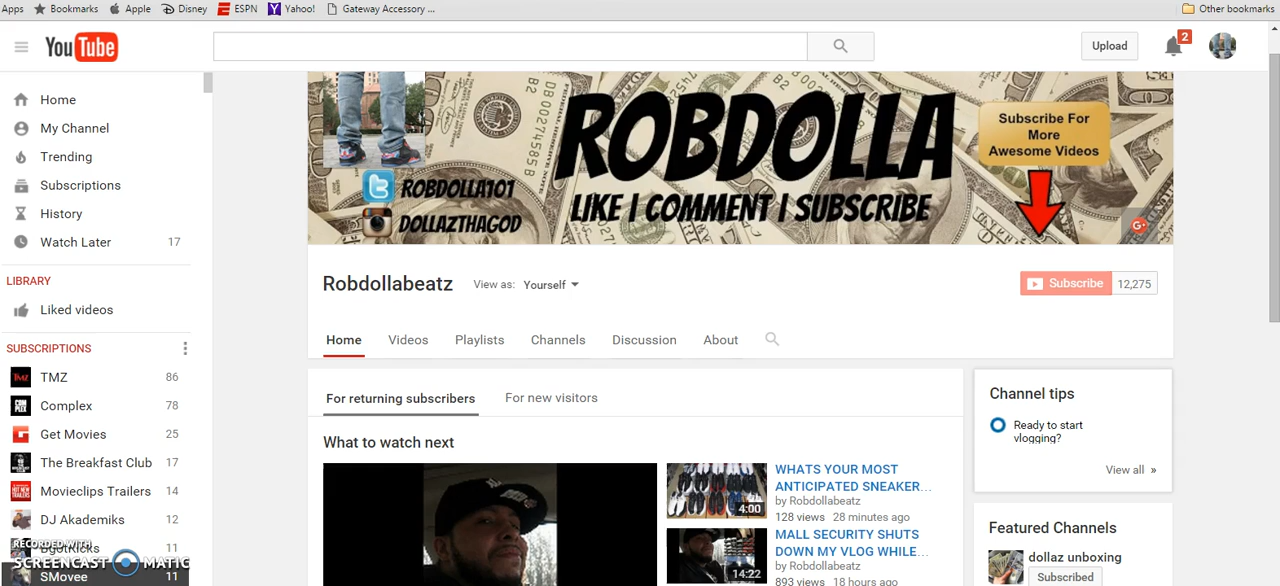 Apps Bookmarks Apple Disney ESPN Yahoo! Gateway Accessory ... Other bookmarks
YouTube Upload 2
Home
My Channel
Trending
Subscriptions
History
Watch Later 17
LIBRARY
Liked videos
SUBSCRIPTIONS
TMZ 86
Complex 78
Get Movies 25
The Breakfast Club 17
Movieclips Trailers 14
DJ Akademiks 12
11
RECORDED WITH
SCREENCAST MATIC
SMovee 11
ROBDOLLA
LIKE | COMMENT | SUBSCRIBE
ROBDOLLA101
DOLLAZTHAGOD
Subscribe For
More
Awesome Videos
G+
Robdollabeatz View as: Yourself Subscribe 12,275
Home Videos Playlists Channels Discussion About
For returning subscribers For new visitors
What to watch next
4:00
WHATS YOUR MOST
ANTICIPATED SNEAKER...
by Robdollabeatz
128 views 28 minutes ago
14:22
MALL SECURITY SHUTS
DOWN MY VLOG WHILE...
by Robdollabeatz
893 views 18 hours ago
Channel tips
Ready to start
vlogging?
View all »
Featured Channels
dollaz unboxing
Subscribed